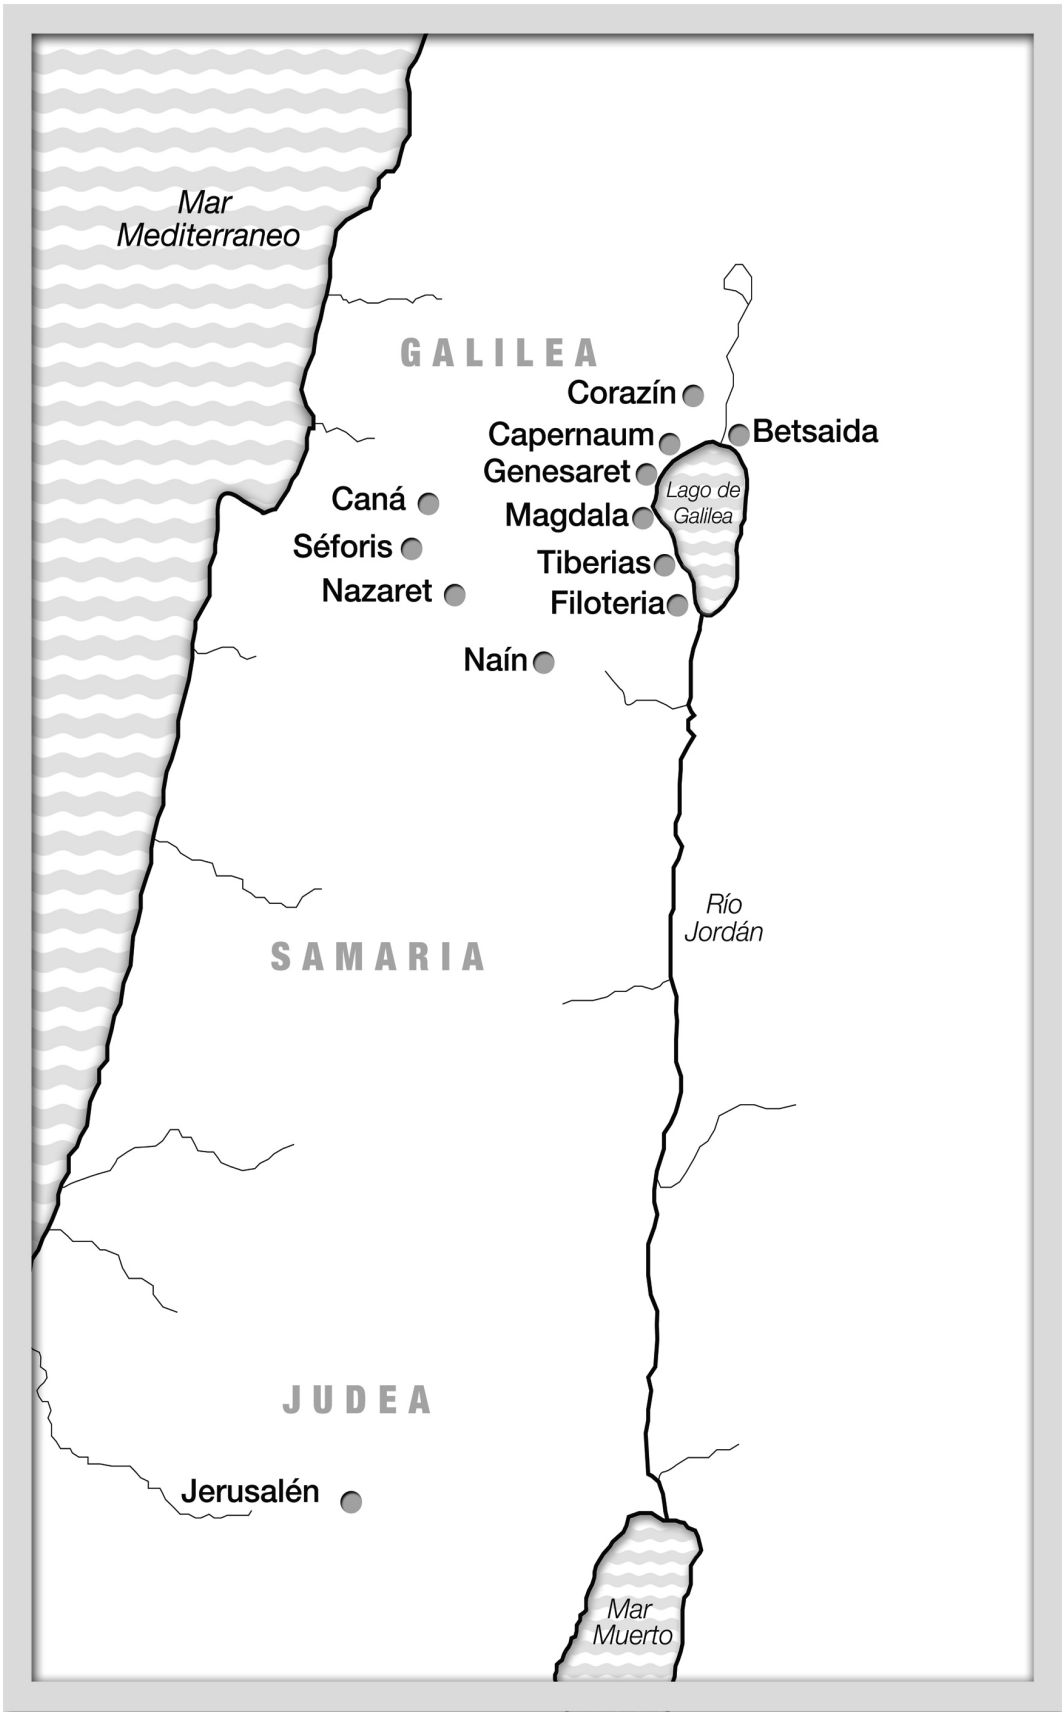 Mar
Mediterraneo
GALILEA
Corazín
Capernaum
Betsaida
Genesaret
Lago de
Galilea
Caná
Magdala
Séforis
Tiberias
Nazaret
Filoteria
Naín
Río
Jordán
SAMARIA
JUDEA
Jerusalén
Mar
Muerto